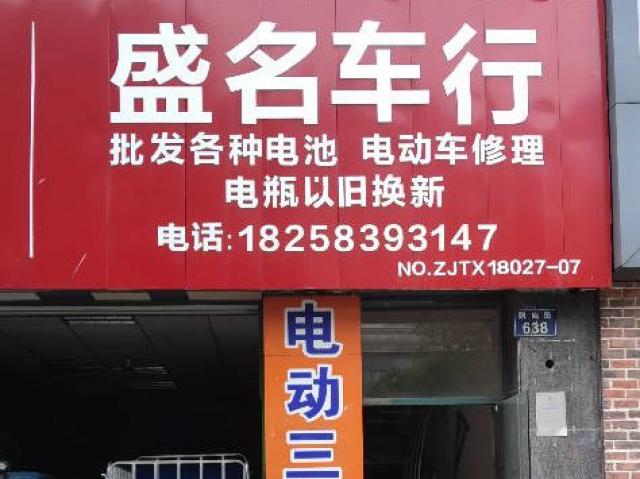 盛名车行
批发各种电池 电动车修理
电瓶以旧换新
电话:18258393147
NO.ZJTX18027-07
电动三
638